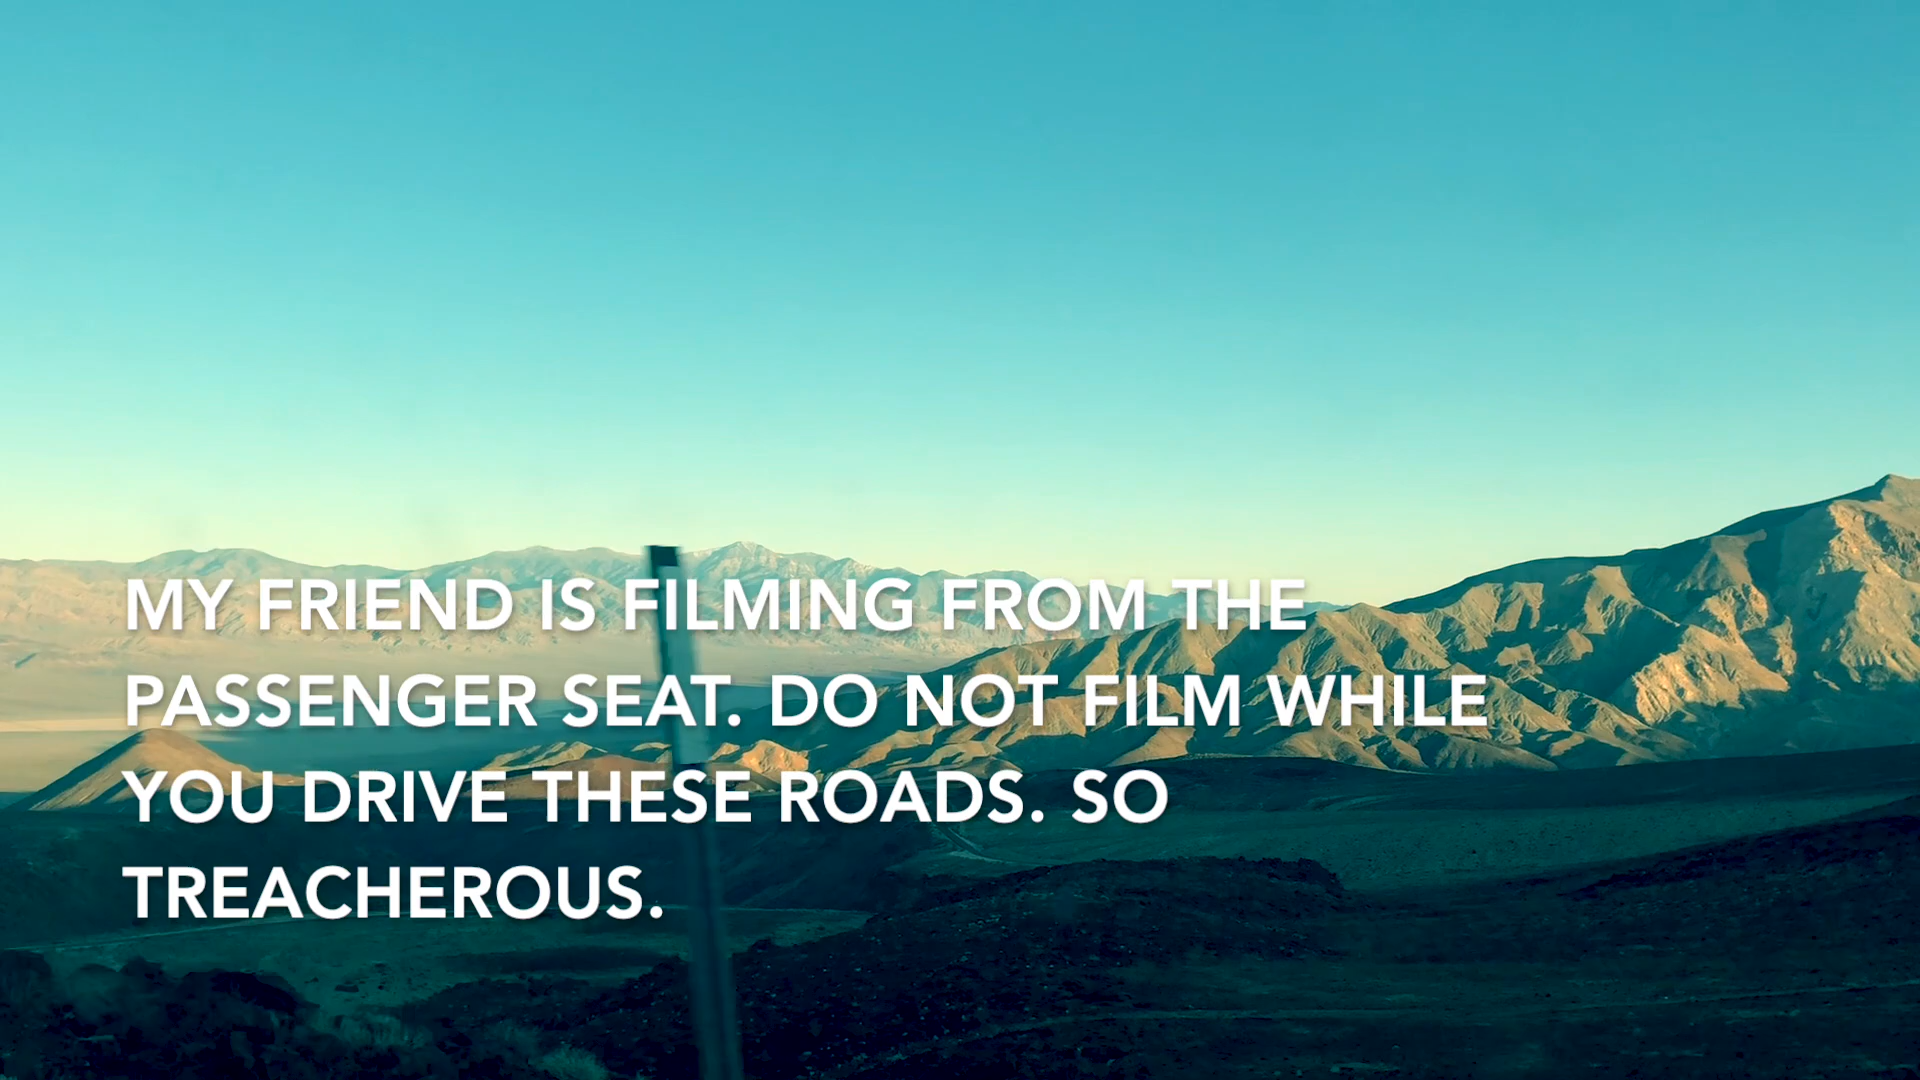 MY FRIEND IS FILMING FROM THE
PASSENGER SEAT. DO NOT FILM WHILE
YOU DRIVE THESE ROADS. SO
TREACHEROUS.